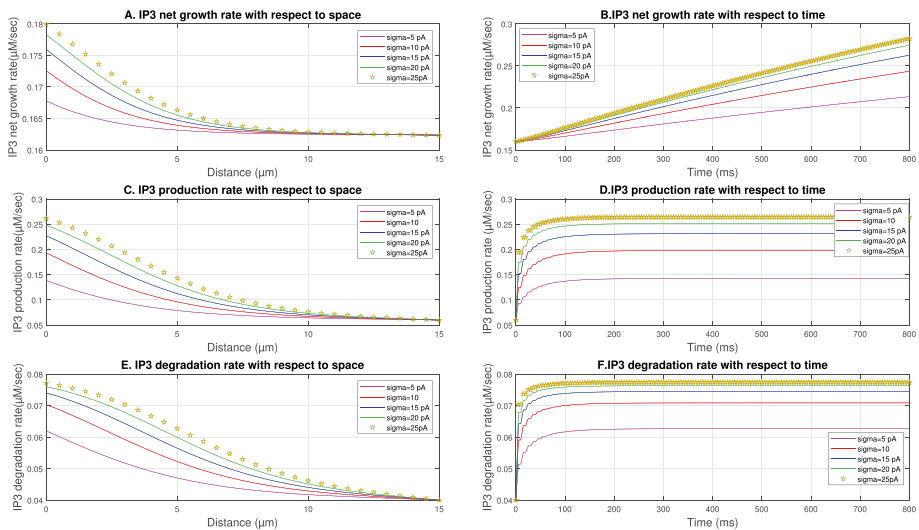 A. IP3 net growth rate with respect to space
IP3 net growth rate(µM/sec)
0.18
0.175
0.17
0.165
0.16
sigma=5 pA
sigma=10 pA
sigma=15 pA
sigma=20 pA
sigma=25pA
0 5 10 15
Distance (µm)
B.IP3 net growth rate with respect to time
IP3 net growth rate(µM/sec)
0.3
0.25
0.2
0.15
sigma=5 pA
sigma=10 pA
sigma=15 pA
sigma=20 pA
sigma=25pA
0 100 200 300 400 500 600 700 800
Time (ms)
C. IP3 production rate with respect to space
IP3 production rate(µM/sec)
0.3
0.25
0.2
0.15
0.1
0.05
sigma=5 pA
sigma=10
sigma=15 pA
sigma=20 pA
sigma=25pA
0 5 10 15
Distance (µm)
D.IP3 production rate with respect to time
IP3 production rate(µM/sec)
0.3
0.25
0.2
0.15
0.1
0.05
sigma=5 pA
sigma=10
sigma=15 pA
sigma=20 pA
sigma=25pA
0 100 200 300 400 500 600 700 800
Time (ms)
E. IP3 degradation rate with respect to space
IP3 degradation rate(µM/sec)
0.08
0.07
0.06
0.05
0.04
sigma=5 pA
sigma=10
sigma=15 pA
sigma=20 pA
sigma=25pA
0 5 10 15
Distance (µm)
F.IP3 degradation rate with respect to time
IP3 degradation rate(µM/sec)
0.08
0.07
0.06
0.05
0.04
sigma=5 pA
sigma=10
sigma=15 pA
sigma=20 pA
sigma=25pA
0 100 200 300 400 500 600 700 800
Time (ms)